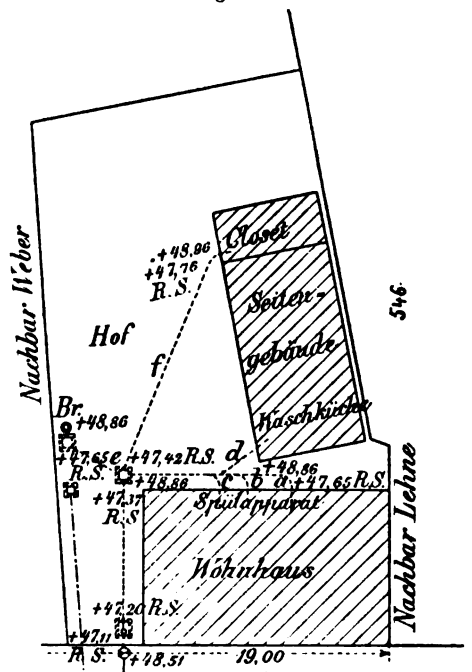 +48,96
+47,76
R.S.
Closet
Seiten-
gebäude
Waschküche
546
Nachbar Weber
Hof
f
Br.
+48,86
+47,65 e +47,42 R.S. d
R.S.
+48,86
+48,86 c b a +47,65 R.S.
+47,37
R.S
Spülapparat
Wohnhaus
Nachbar Lehne
+47,20 R.S.
+47,11
R.S.
+48,51
19,00